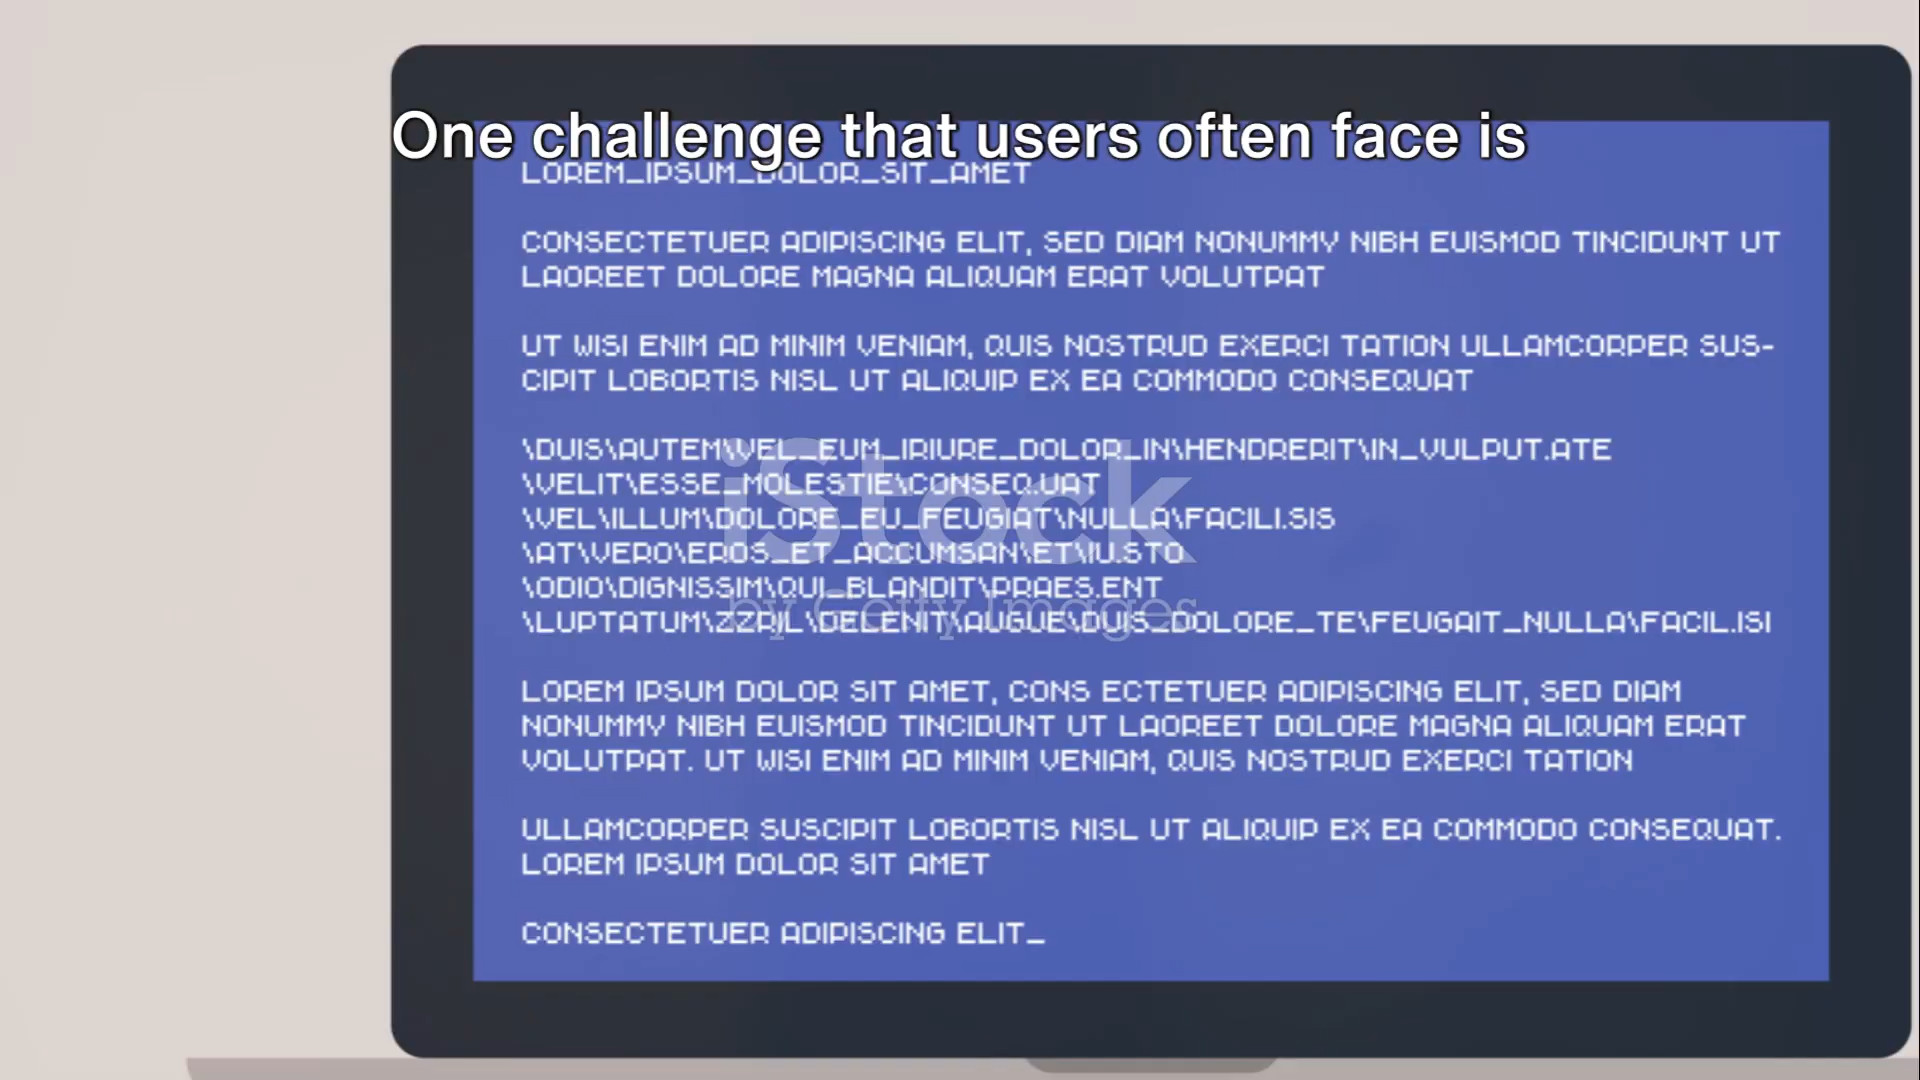 One challenge that users often face is
LOREM_IPSUM_DOLOR_SIT_AMET
CONSECTETUER ADIPISCING ELIT, SED DIAM NONUMMY NIBH EUISMOD TINCIDUNT UT
LAOREET DOLORE MAGNA ALIQUAM ERAT VOLUTPAT
UT WISI ENIM AD MINIM VENIAM, QUIS NOSTRUD EXERCI TATION ULLAMCORPER SUS-
CIPIT LOBORTIS NISL UT ALIQUIP EX EA COMMODO CONSEQUAT
\DUIS\AUTEM\VEL_EUM_IRIURE_DOLOR_IN\HENDRERIT\IN_VULPUT.ATE
\VELIT\ESSE_MOLESTIE\CONSEQ.UAT
\VEL\ILLUM\DOLORE_EU_FEUGIAT\NULLA\FACILI.SIS
\AT\VERO\EROS_ET_ACCUMSAN\ET\IU.STO
\ODIO\DIGNISSIM\QUI_BLANDIT\PRAES.ENT
\LUPTATUM\ZZRIL\DELENIT\AUGUE\DUIS_DOLORE_TE\FEUGAIT_NULLA\FACIL.ISI
iStock
by Getty Images
LOREM IPSUM DOLOR SIT AMET, CONS ECTETUER ADIPISCING ELIT, SED DIAM
NONUMMY NIBH EUISMOD TINCIDUNT UT LAOREET DOLORE MAGNA ALIQUAM ERAT
VOLUTPAT. UT WISI ENIM AD MINIM VENIAM, QUIS NOSTRUD EXERCI TATION
ULLAMCORPER SUSCIPIT LOBORTIS NISL UT ALIQUIP EX EA COMMODO CONSEQUAT.
LOREM IPSUM DOLOR SIT AMET
CONSECTETUER ADIPISCING ELIT_